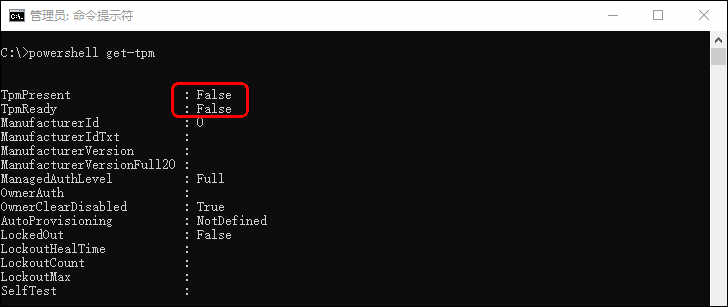 管理员: 命令提示符
C:\>powershell get-tpm
TpmPresent : False
TpmReady : False
ManufacturerId : 0
ManufacturerIdTxt :
ManufacturerVersion :
ManufacturerVersionFull20 :
ManagedAuthLevel : Full
OwnerAuth :
OwnerClearDisabled : True
AutoProvisioning : NotDefined
LockedOut : False
LockoutHealTime :
LockoutCount :
LockoutMax :
SelfTest :